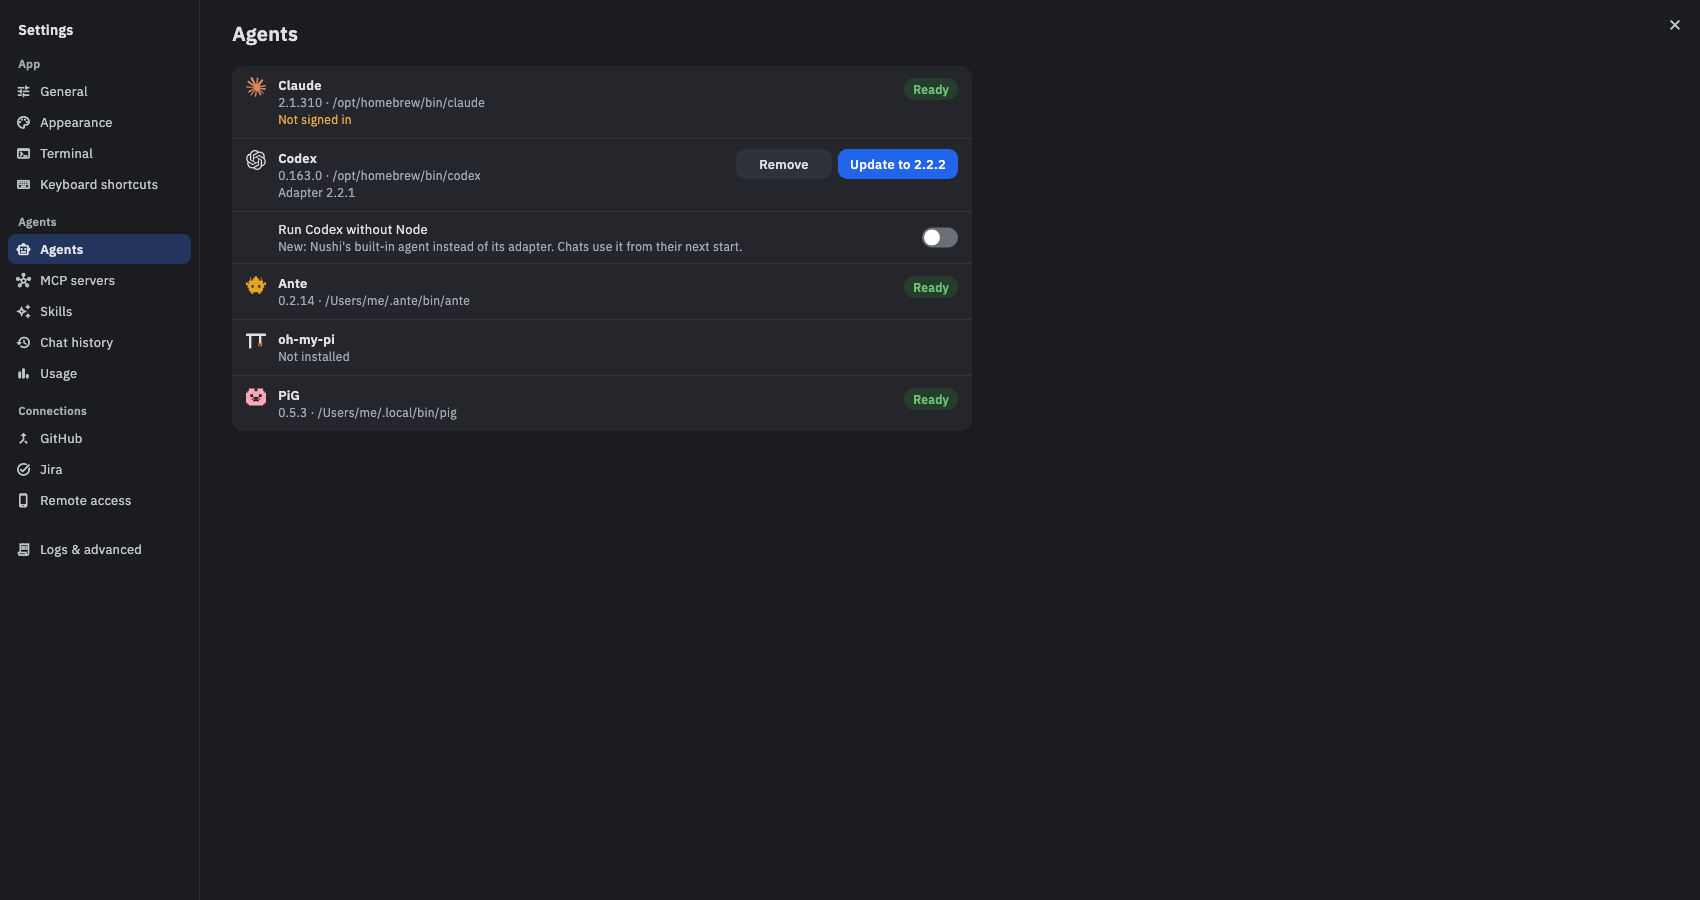 Settings
App
General
Appearance
Terminal
Keyboard shortcuts
Agents
Agents
MCP servers
Skills
Chat history
Usage
Connections
GitHub
Jira
Remote access
Logs & advanced
Agents
Claude
2.1.310 · /opt/homebrew/bin/claude
Not signed in
Ready
Codex
0.163.0 · /opt/homebrew/bin/codex
Adapter 2.2.1
Remove
Update to 2.2.2
Run Codex without Node
New: Nushi's built-in agent instead of its adapter. Chats use it from their next start.
Ante
0.2.14 · /Users/me/.ante/bin/ante
Ready
oh-my-pi
Not installed
PiG
0.5.3 · /Users/me/.local/bin/pig
Ready